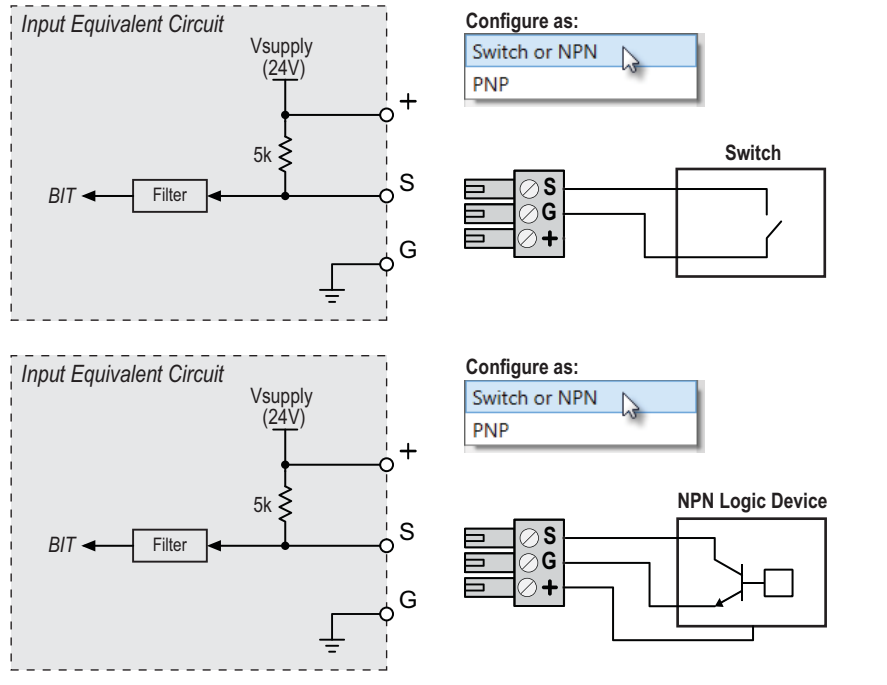 Input Equivalent Circuit
Vsupply
(24V)
+
5k
S
BIT
Filter
G
Configure as:
Switch or NPN
PNP
Switch
S
G
+
Input Equivalent Circuit
Vsupply
(24V)
+
5k
S
BIT
Filter
G
Configure as:
Switch or NPN
PNP
NPN Logic Device
S
G
+